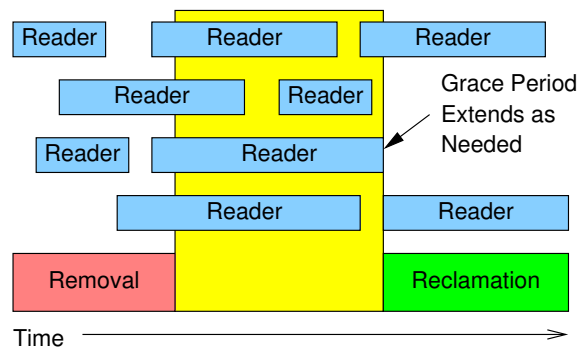 Reader
Reader
Reader
Reader
Reader
Grace Period
Extends as
Needed
Reader
Reader
Reader
Reader
Removal
Reclamation
Time